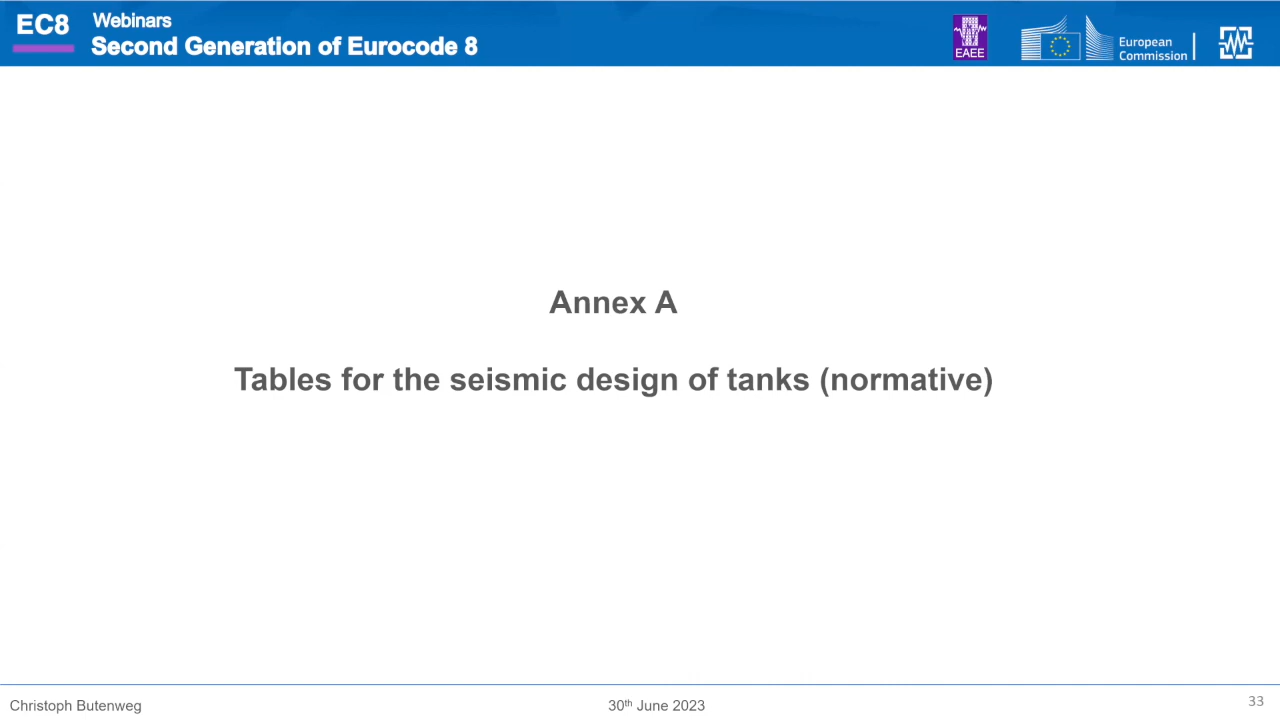 EC8
Webinars
Second Generation of Eurocode 8
EAEE
European
Commission
Annex A
Tables for the seismic design of tanks (normative)
Christoph Butenweg
30th June 2023
33